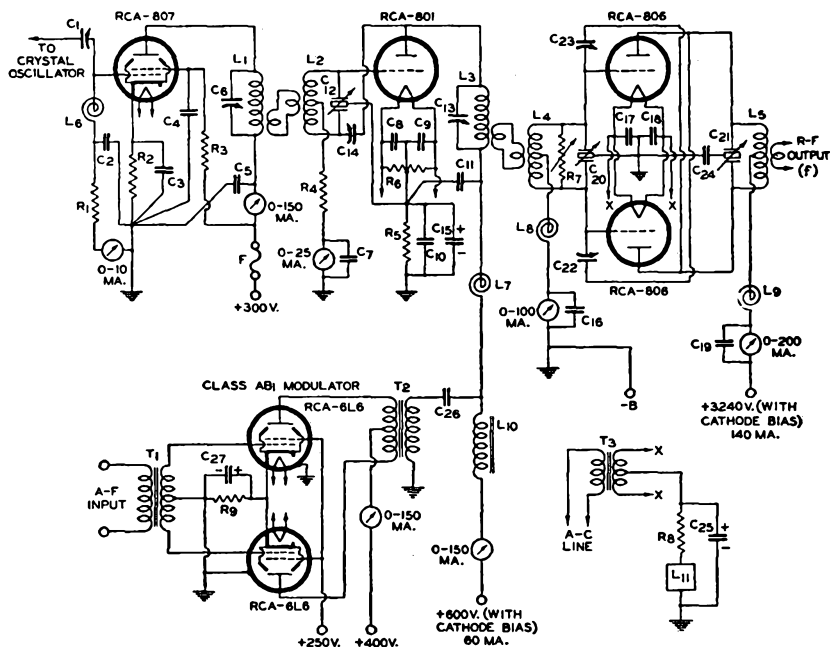 RCA-807
RCA-801
RCA-806
C1
TO
CRYSTAL
OSCILLATOR
L6
C2
C4
R2
C3
R3
R1
0-10
MA.
L1
C6
C5
0-150
MA.
F
+300V.
L2
C12
C14
R4
0-25
MA.
C7
C8
C9
R6
R5
C10
C15
+
-
C11
L3
C13
L7
L4
R7
C20
L8
0-100
MA.
C16
-B
C23
C17
C18
X
X
C22
RCA-806
C24
C21
L5
R-F
OUTPUT
(f)
L9
C19
0-200
MA.
+3240V. (WITH
CATHODE BIAS)
140 MA.
CLASS AB1 MODULATOR
RCA-6L6
A-F
INPUT
T1
C27
- +
R9
RCA-6L6
+250V.
T2
0-150
MA.
+400V.
C26
L10
0-150
MA.
+600V. (WITH
CATHODE BIAS)
60 MA.
T3
X
X
A-C
LINE
R8
C25
+
-
L11